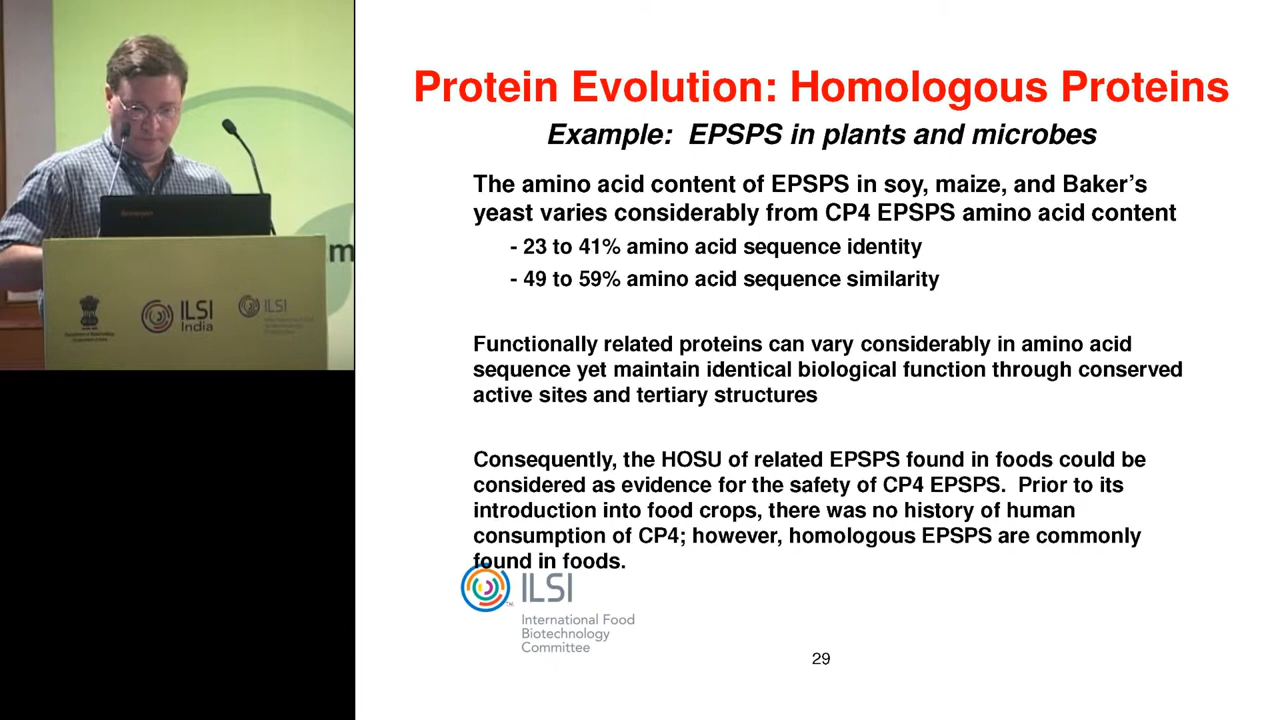 Protein Evolution: Homologous Proteins
Example: EPSPS in plants and microbes
The amino acid content of EPSPS in soy, maize, and Baker's
yeast varies considerably from CP4 EPSPS amino acid content
- 23 to 41% amino acid sequence identity
- 49 to 59% amino acid sequence similarity
Functionally related proteins can vary considerably in amino acid
sequence yet maintain identical biological function through conserved
active sites and tertiary structures
Consequently, the HOSU of related EPSPS found in foods could be
considered as evidence for the safety of CP4 EPSPS. Prior to its
introduction into food crops, there was no history of human
consumption of CP4; however, homologous EPSPS are commonly
found in foods.
ILSI
TM
International Food
Biotechnology
Committee
29
m
ILSI
India
ILSI